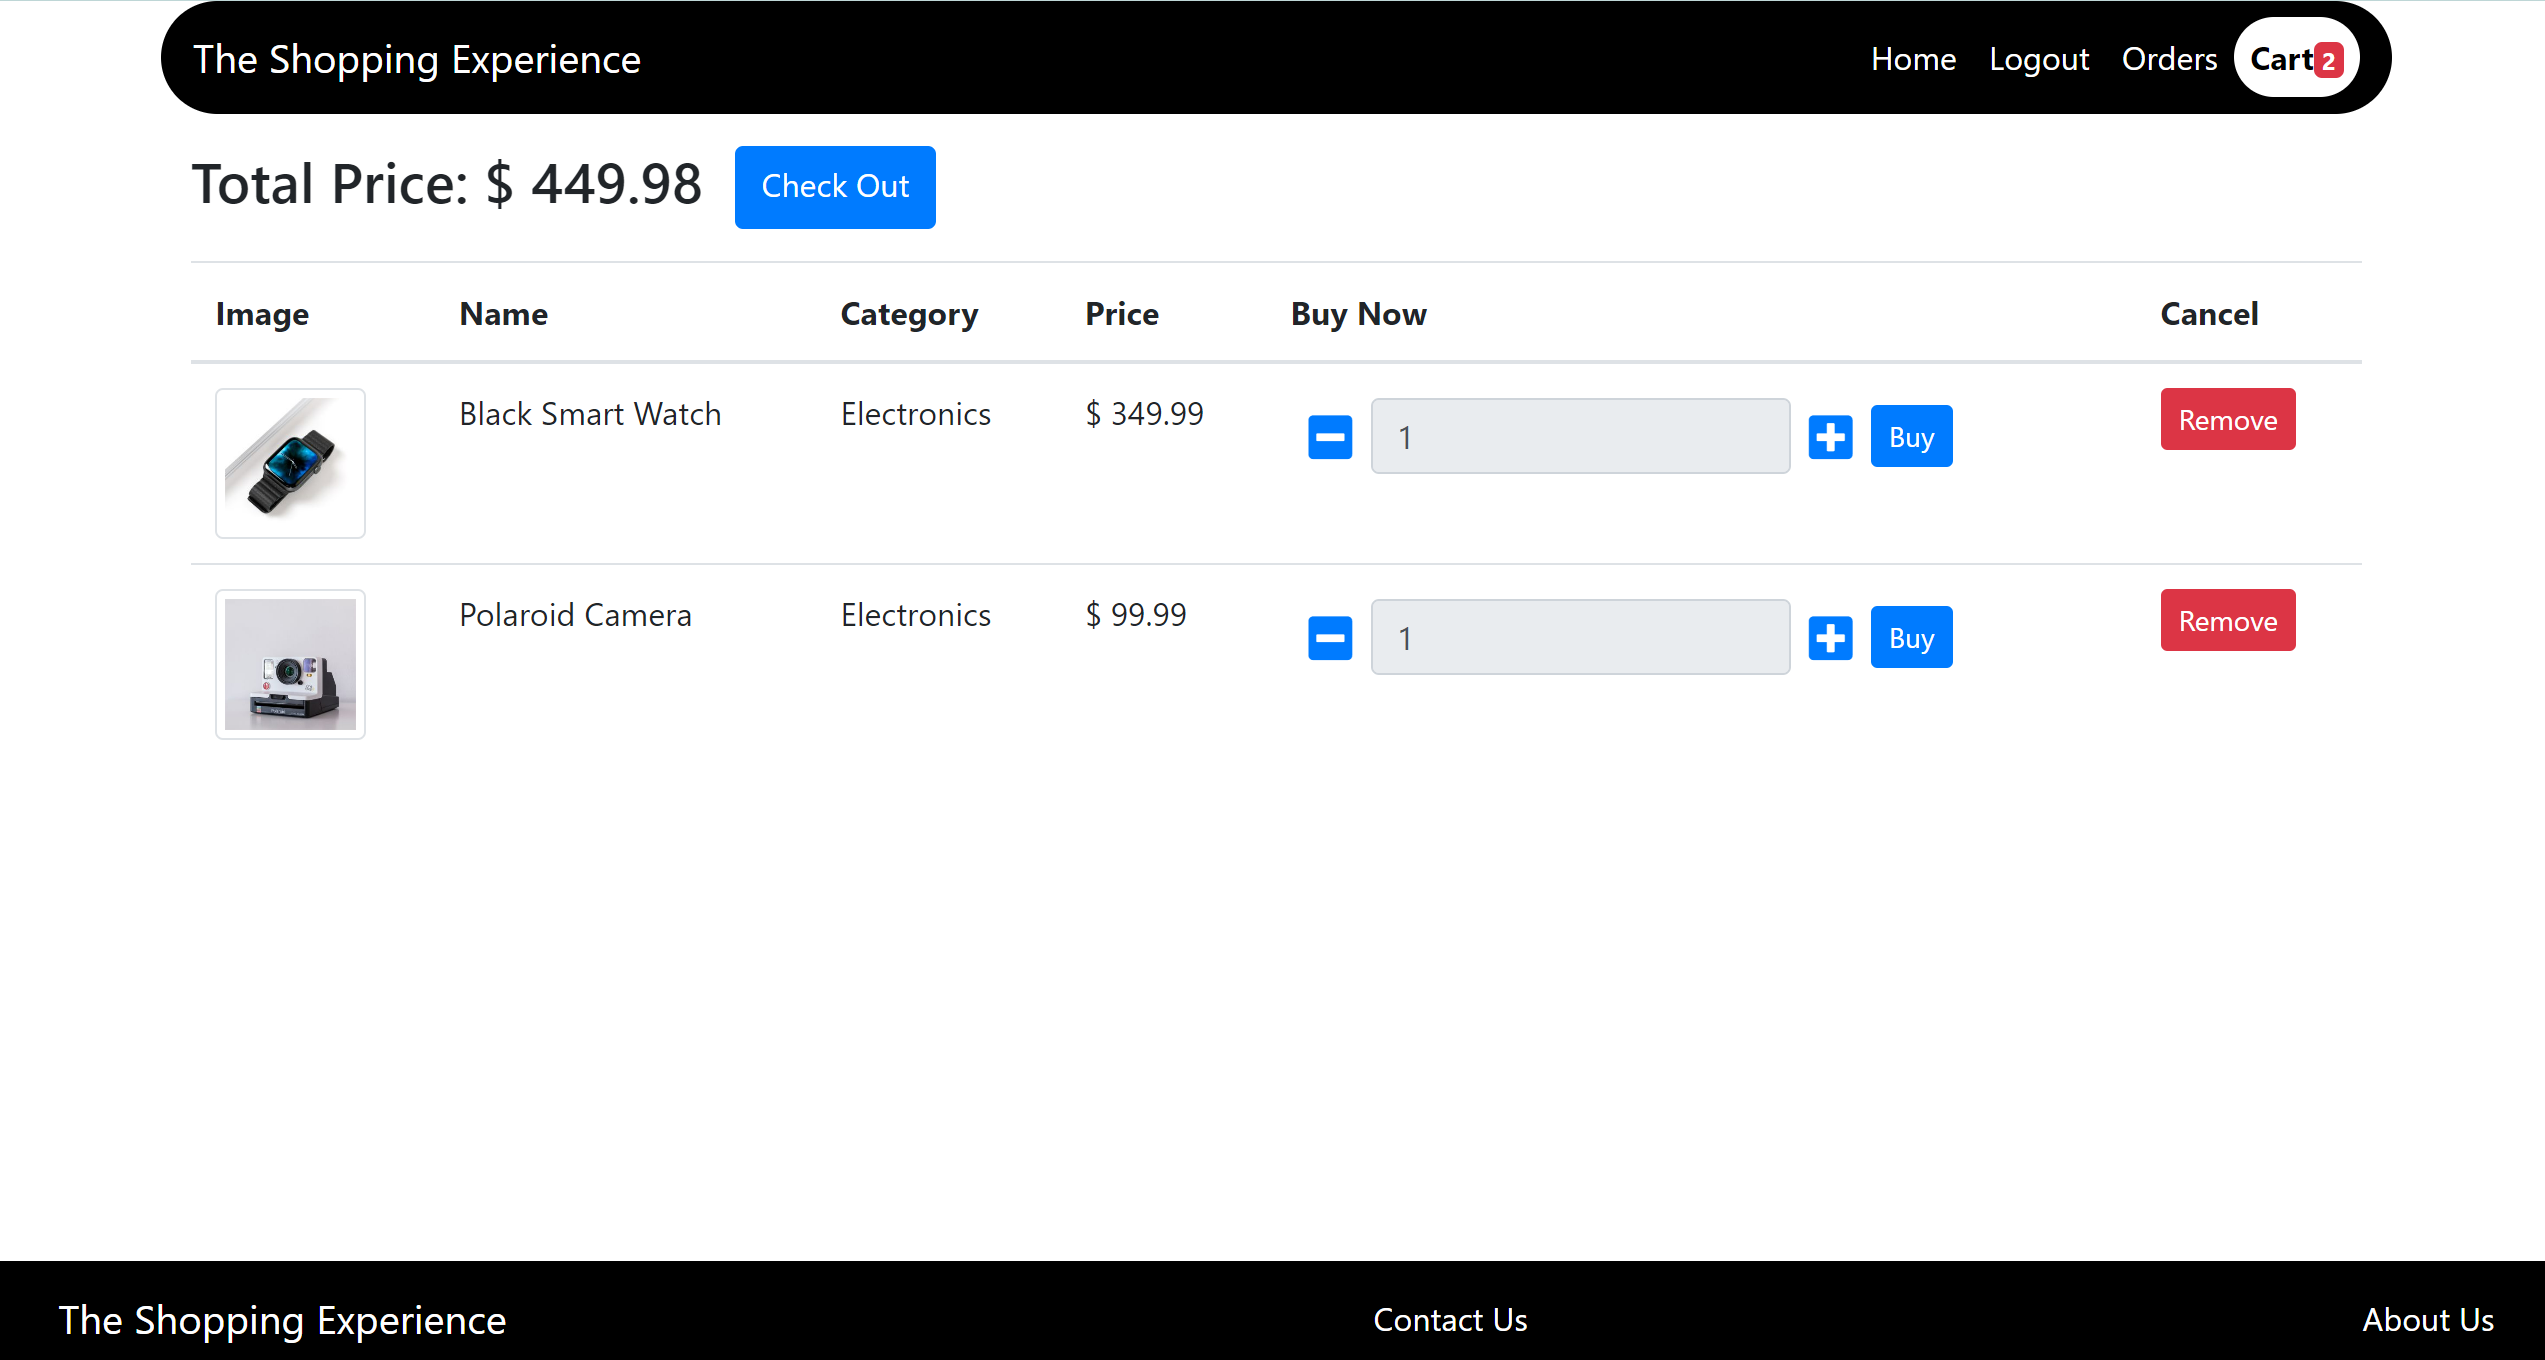 The Shopping Experience Home Logout Orders Cart 2
Total Price: $ 449.98 Check Out
Image Name Category Price Buy Now Cancel
Black Smart Watch Electronics $ 349.99 1 Buy Remove
Polaroid Camera Electronics $ 99.99 1 Buy Remove
The Shopping Experience Contact Us About Us